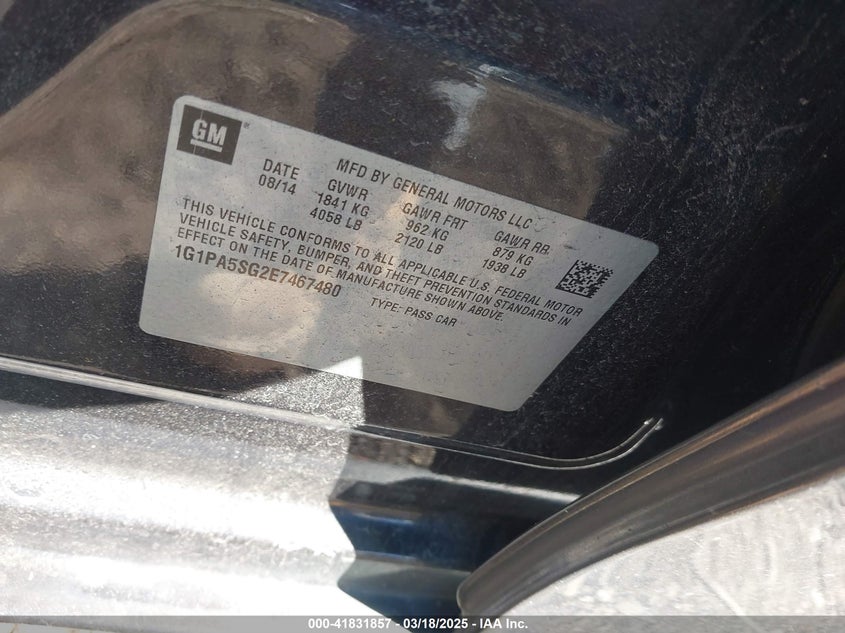 GM®
MFD BY GENERAL MOTORS LLC
DATE GVWR GAWR FRT GAWR RR
08/14 1841 KG 962 KG 879 KG
4058 LB 2120 LB 1938 LB
THIS VEHICLE CONFORMS TO ALL APPLICABLE U.S. FEDERAL MOTOR
VEHICLE SAFETY, BUMPER, AND THEFT PREVENTION STANDARDS IN
EFFECT ON THE DATE OF MANUFACTURE SHOWN ABOVE.
1G1PA5SG2E7467480 TYPE: PASS CAR
000-41831857 - 03/18/2025 - IAA Inc.